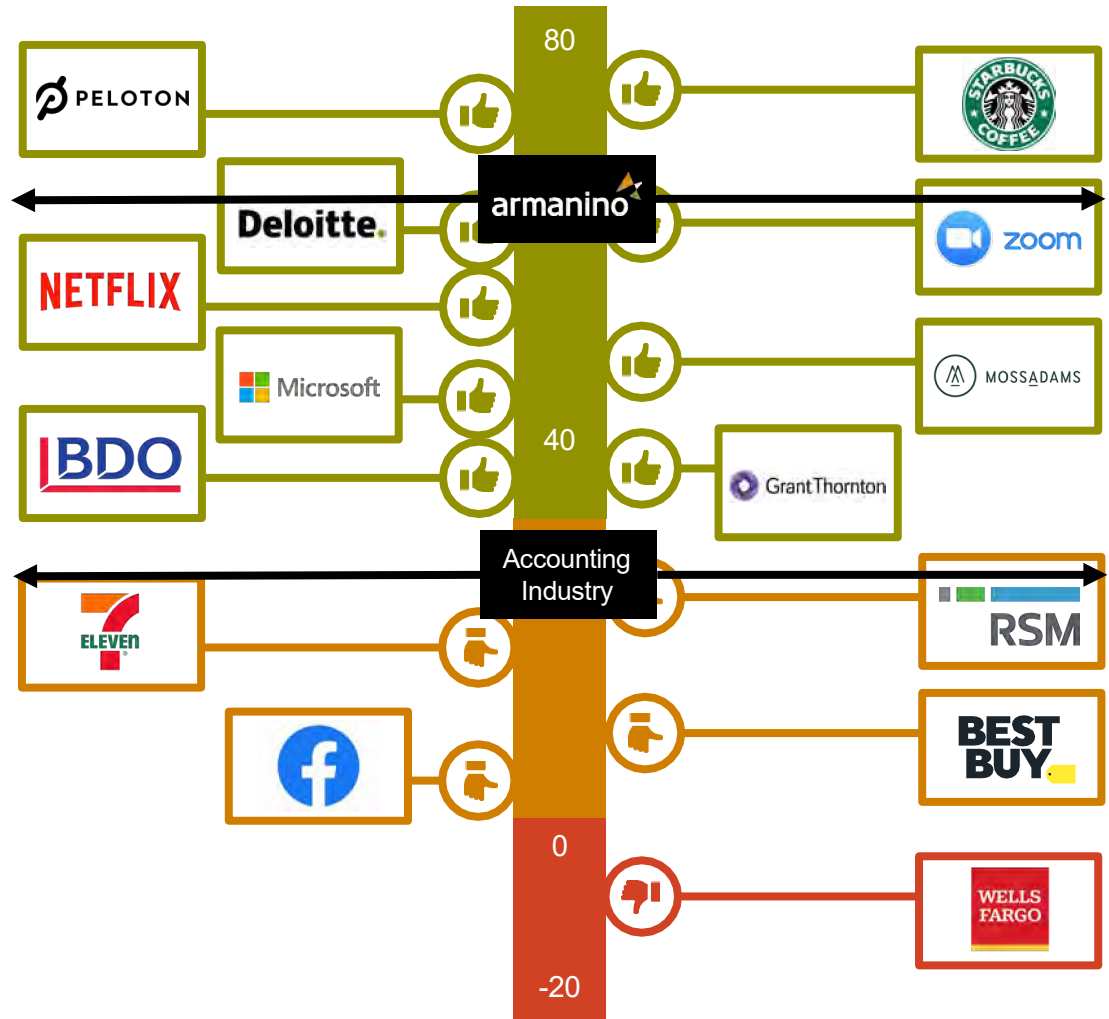 80
PELOTON
STARBUCKS
COFFEE
armanino
Deloitte.
zoom
NETFLIX
Microsoft
MOSSADAMS
40
BDO
GrantThornton
Accounting
Industry
7
ELEVEn
®
RSM
BEST
BUY
f
0
WELLS
FARGO
-20